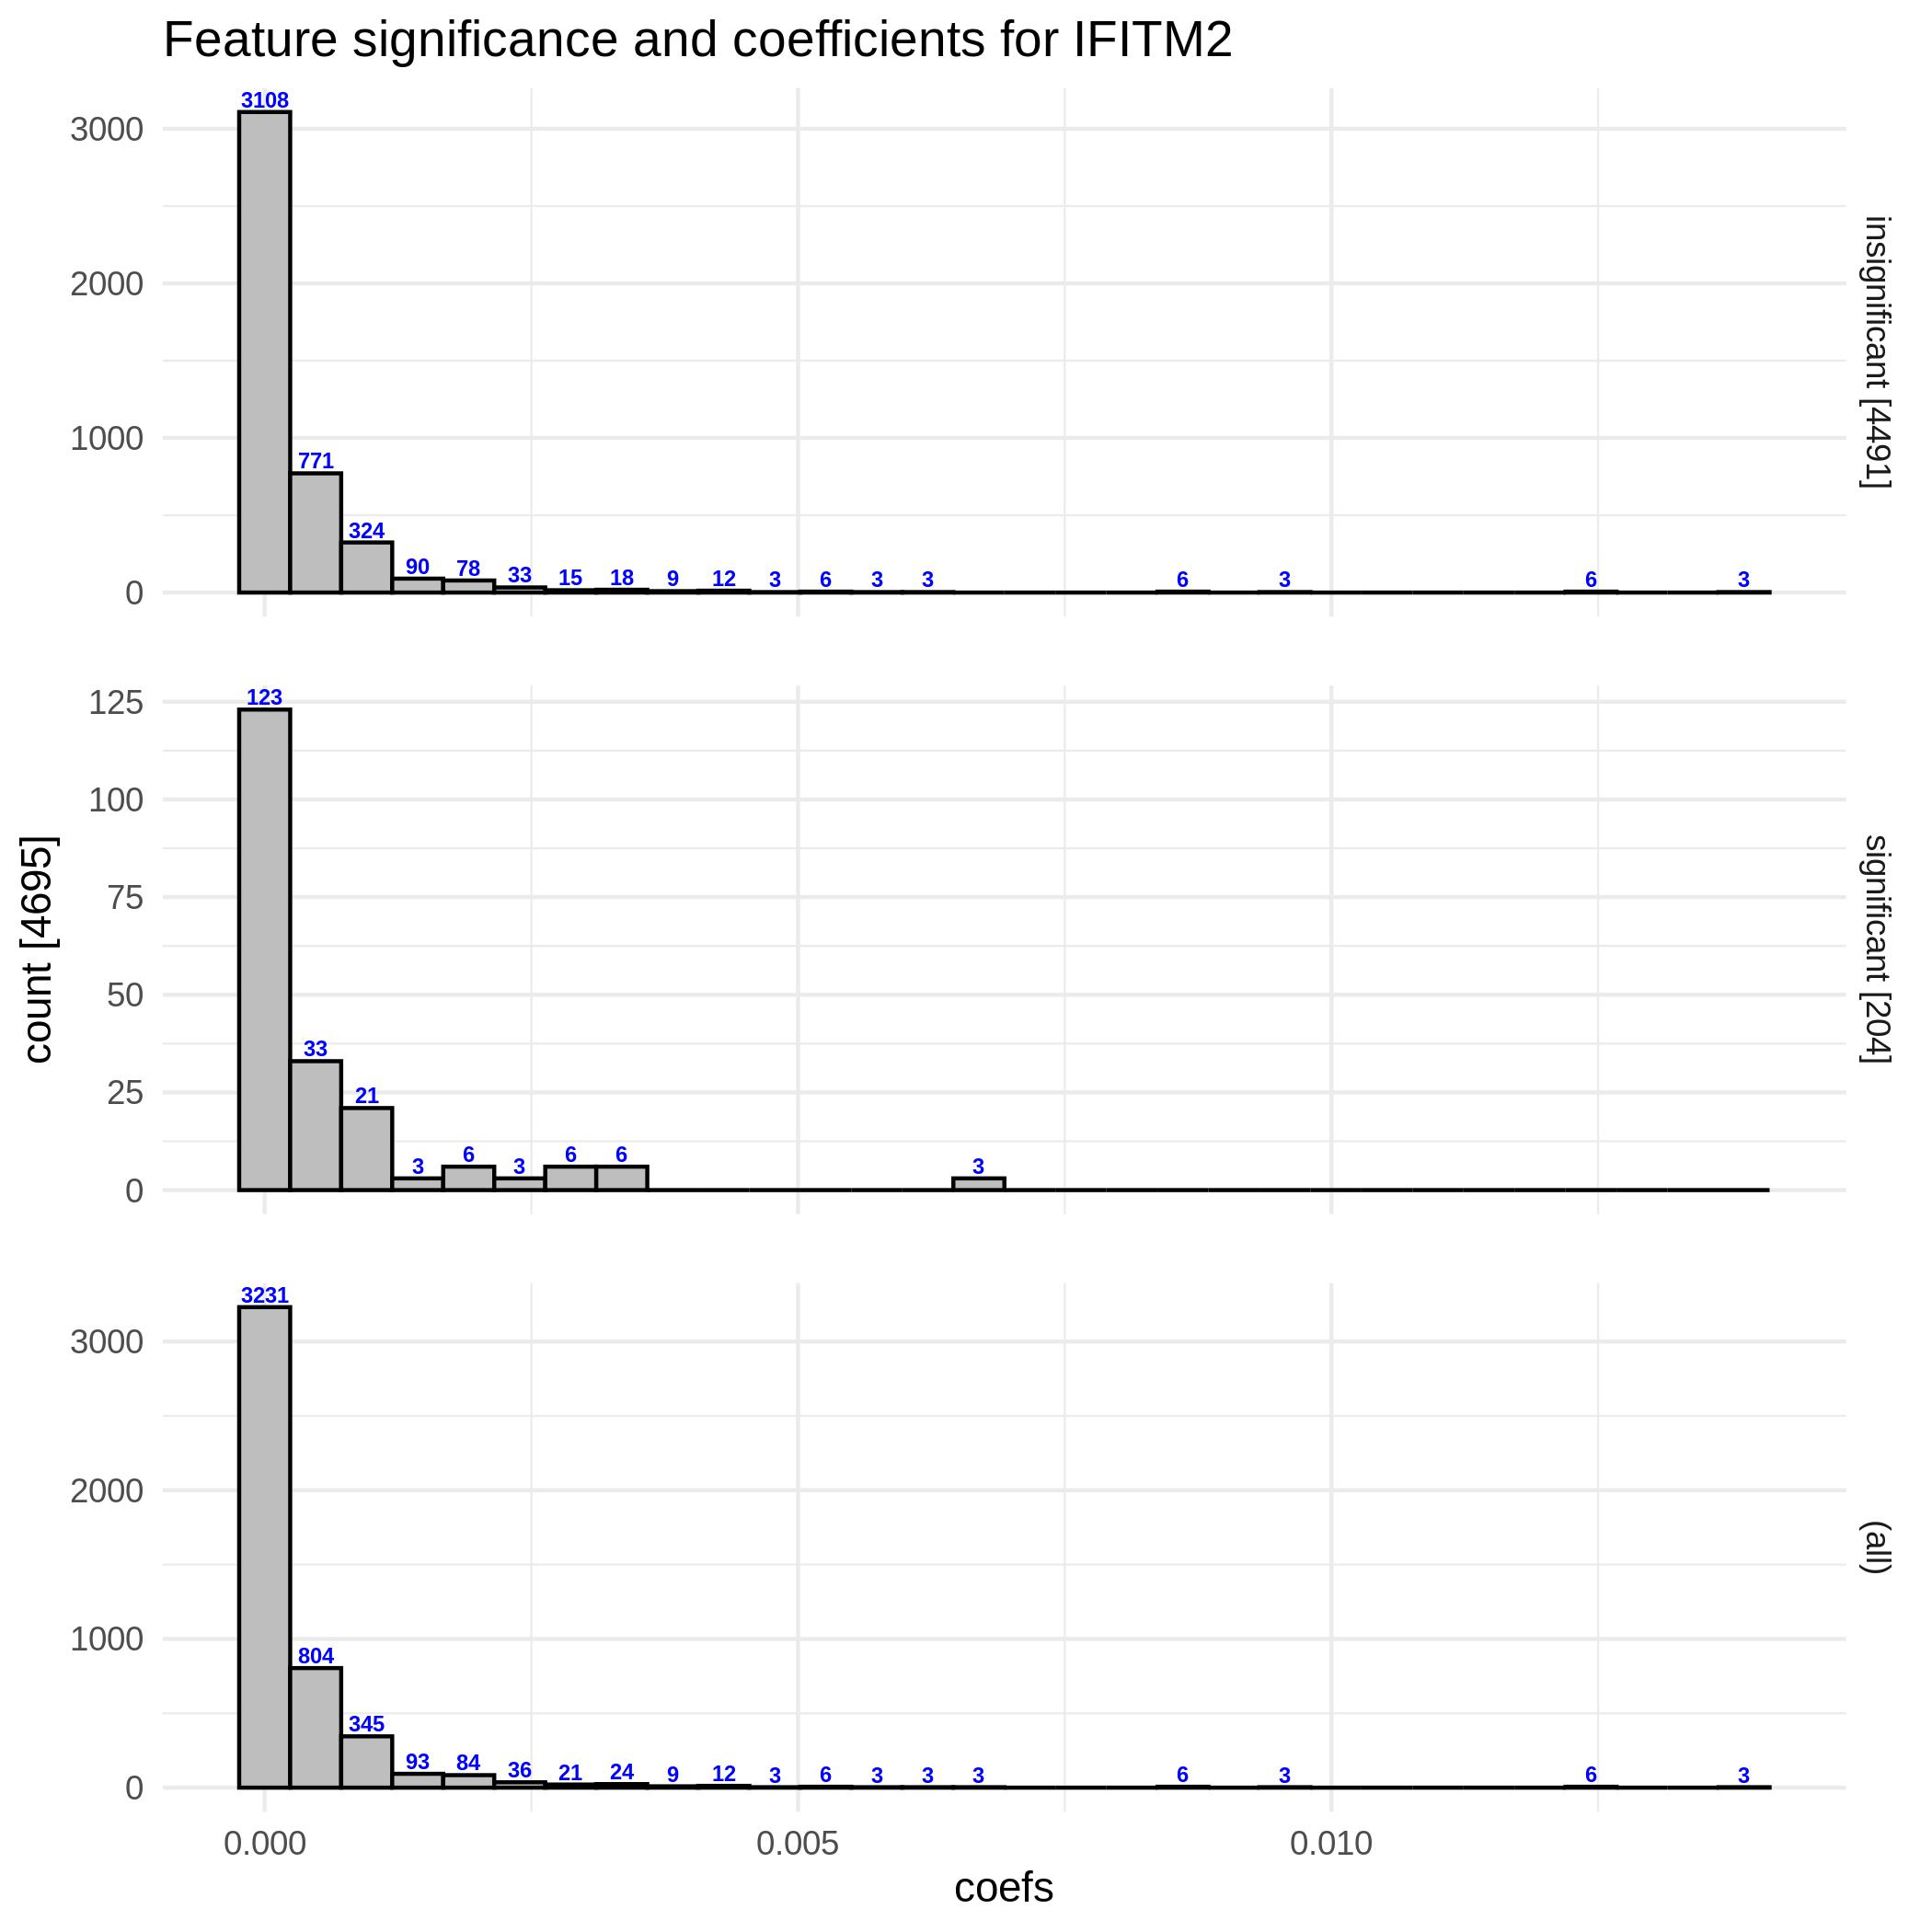 Feature significance and coefficients for IFITM2
3108
3000
2000
1000
771
324
90 78 33 15 18 9 12 3 6 3 3 6 3 6 3
0
insignificant [4491]
125
123
100
75
50
33
25
21
3 6 3 6 6 3
0
significant [204]
count [4695]
3231
3000
2000
1000
804
345
93 84 36 21 24 9 12 3 6 3 3 3 6 3 6 3
0
(all)
0.000 0.005 0.010
coefs